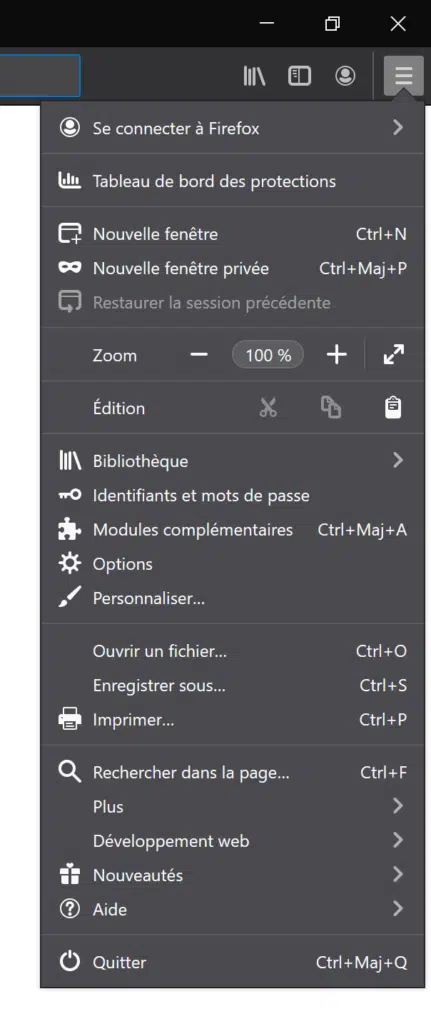 Se connecter à Firefox
Tableau de bord des protections
Nouvelle fenêtre Ctrl+N
Nouvelle fenêtre privée Ctrl+Maj+P
Restaurer la session précédente
Zoom 100 %
Édition
Bibliothèque
Identifiants et mots de passe
Modules complémentaires Ctrl+Maj+A
Options
Personnaliser...
Ouvrir un fichier... Ctrl+O
Enregistrer sous... Ctrl+S
Imprimer... Ctrl+P
Rechercher dans la page... Ctrl+F
Plus
Développement web
Nouveautés
Aide
Quitter Ctrl+Maj+Q